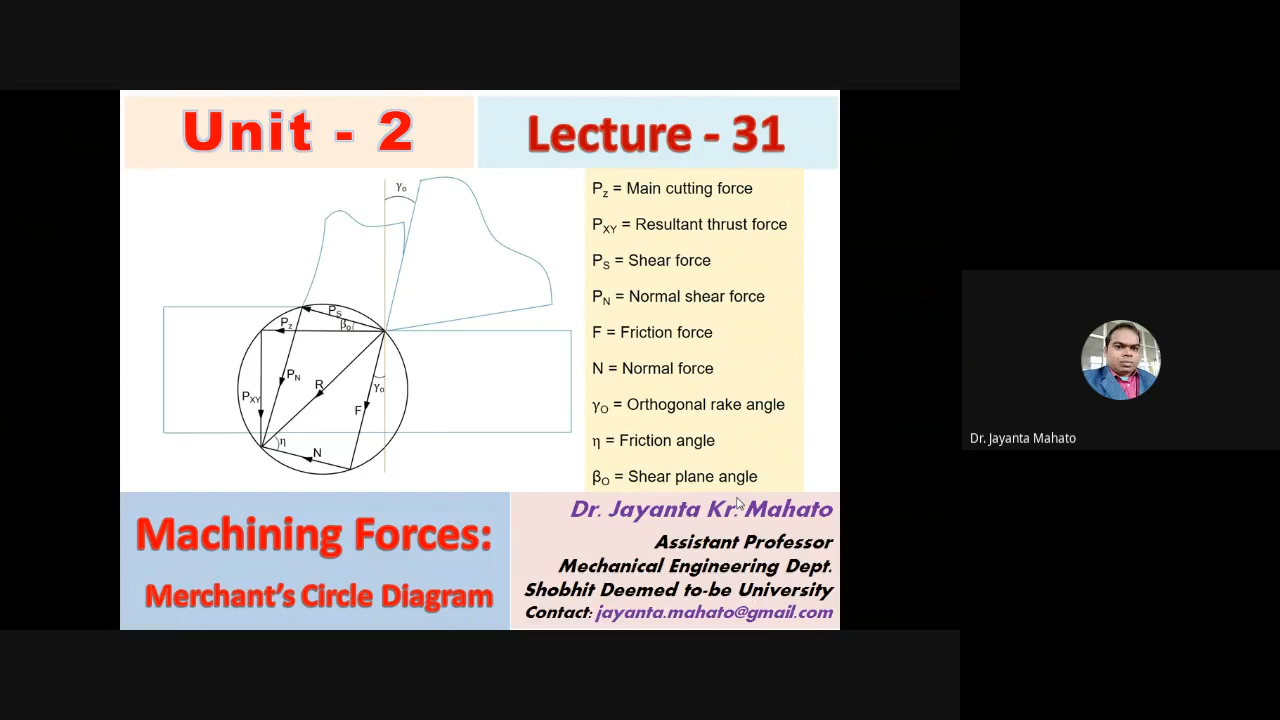 Unit - 2
Lecture - 31
γo
Ps
Pz
βo
PN
R
γo
PXY
F
η
N
Pz = Main cutting force
PXY = Resultant thrust force
PS = Shear force
PN = Normal shear force
F = Friction force
N = Normal force
γO = Orthogonal rake angle
η = Friction angle
βO = Shear plane angle
Machining Forces:
Merchant's Circle Diagram
Dr. Jayanta Kr. Mahato
Assistant Professor
Mechanical Engineering Dept.
Shobhit Deemed to-be University
Contact: jayanta.mahato@gmail.com
Dr. Jayanta Mahato